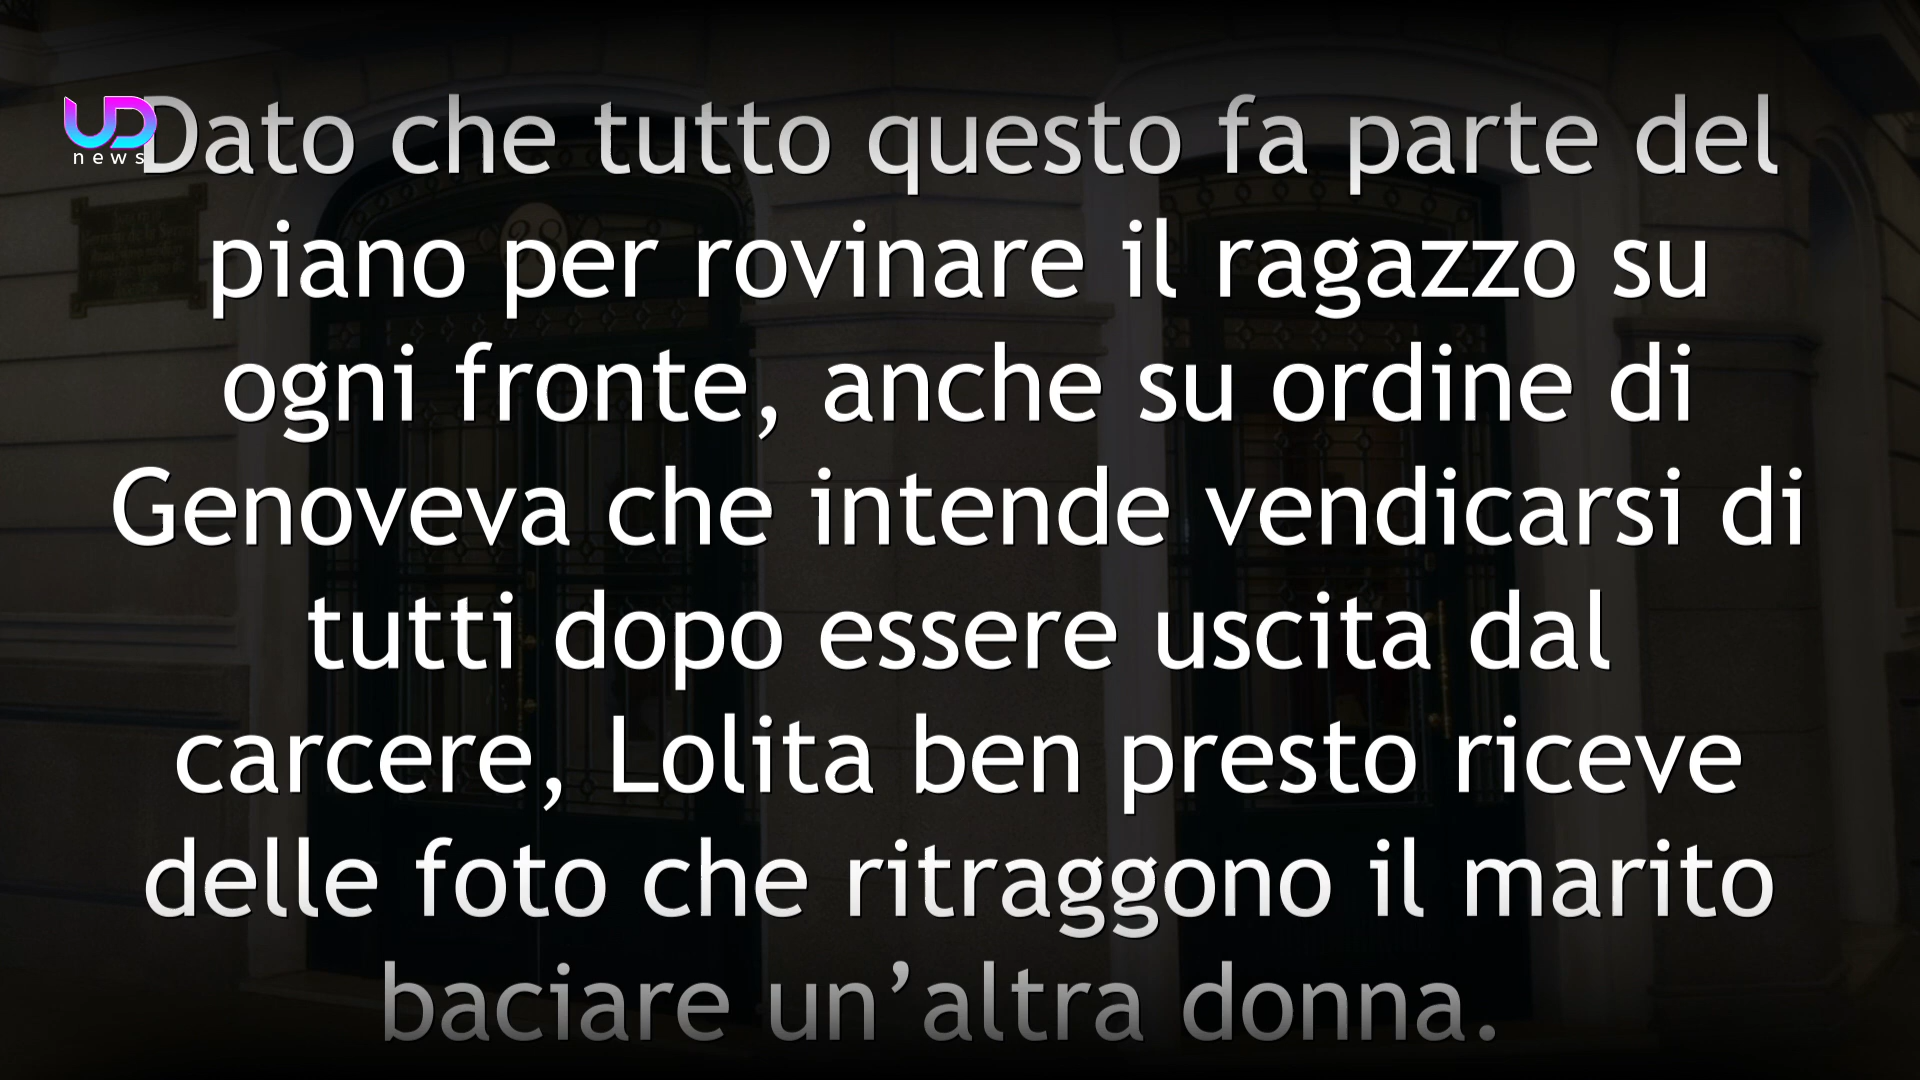 UD
news
Dato che tutto questo fa parte del
piano per rovinare il ragazzo su
ogni fronte, anche su ordine di
Genoveva che intende vendicarsi di
tutti dopo essere uscita dal
carcere, Lolita ben presto riceve
delle foto che ritraggono il marito
baciare un’altra donna.
38